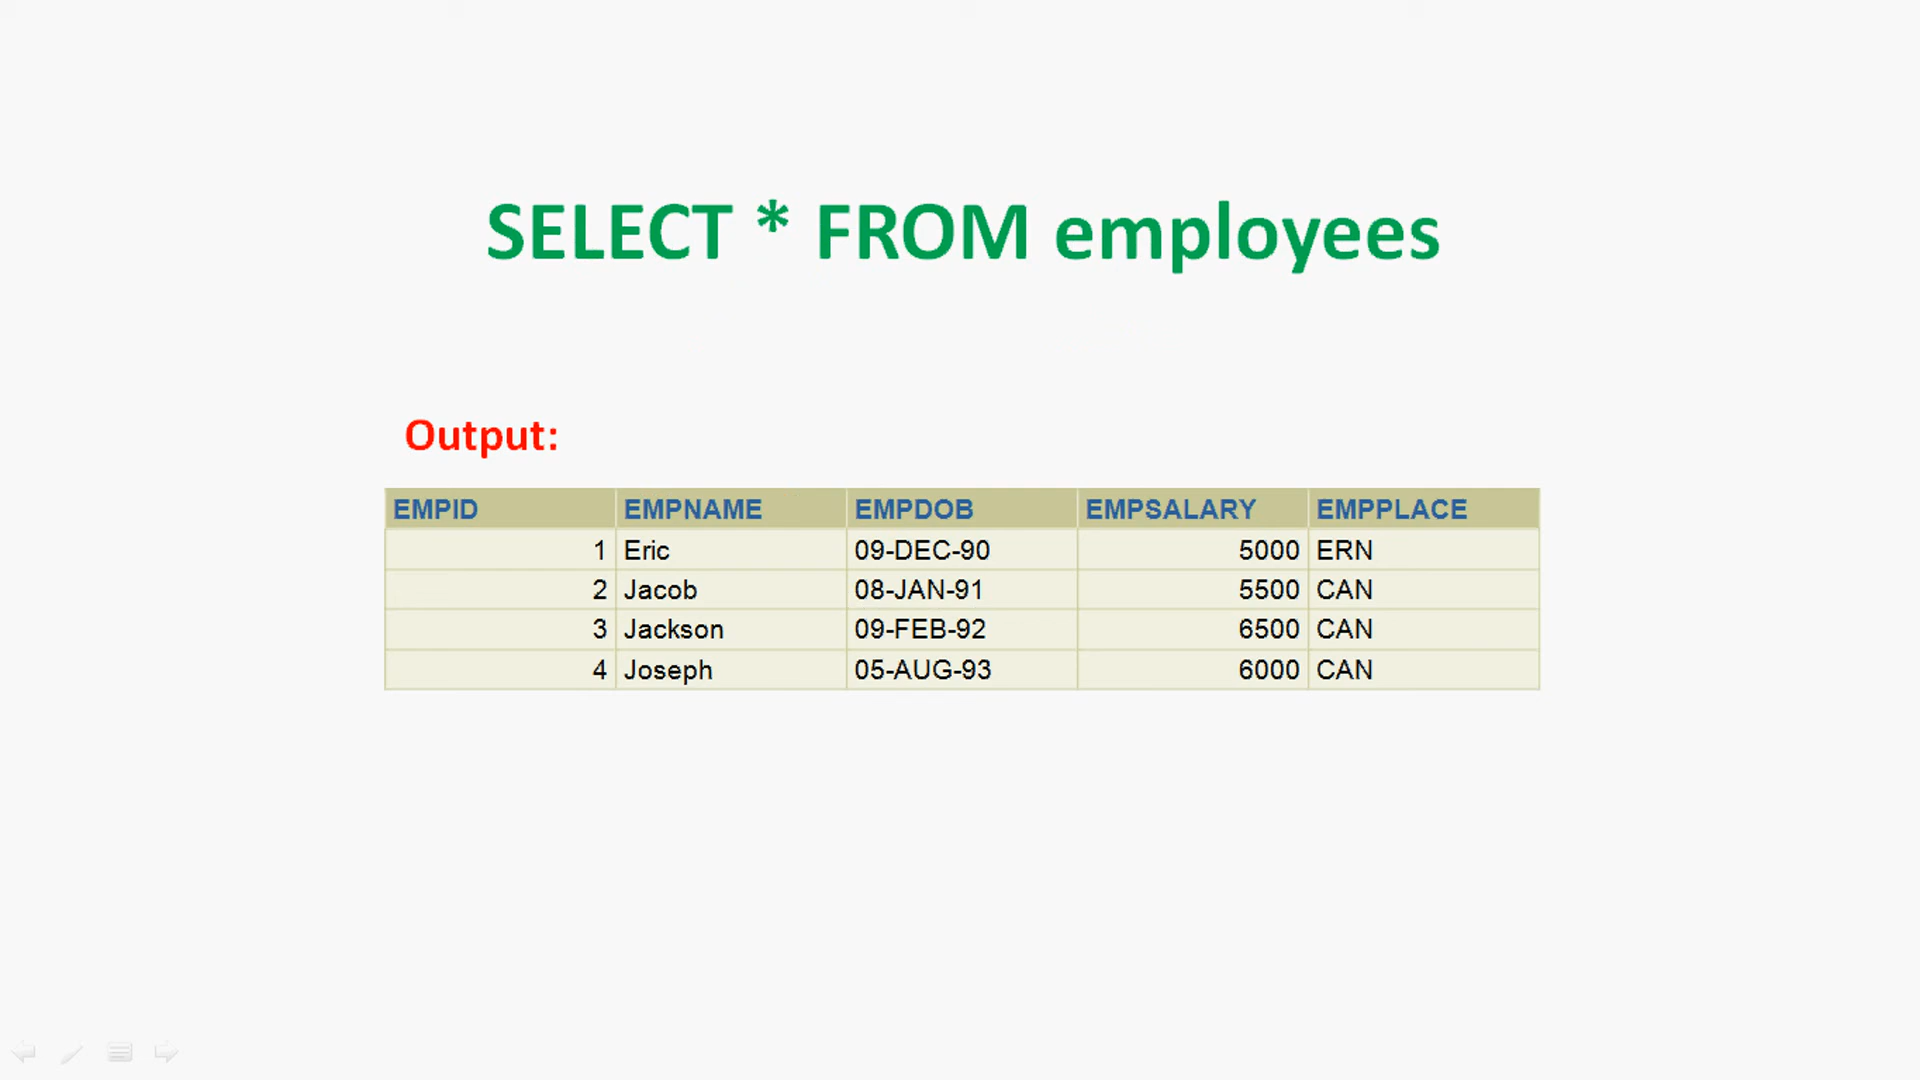 SELECT * FROM employees
Output:
EMPID EMPNAME EMPDOB EMPSALARY EMPPLACE
1 Eric 09-DEC-90 5000 ERN
2 Jacob 08-JAN-91 5500 CAN
3 Jackson 09-FEB-92 6500 CAN
4 Joseph 05-AUG-93 6000 CAN